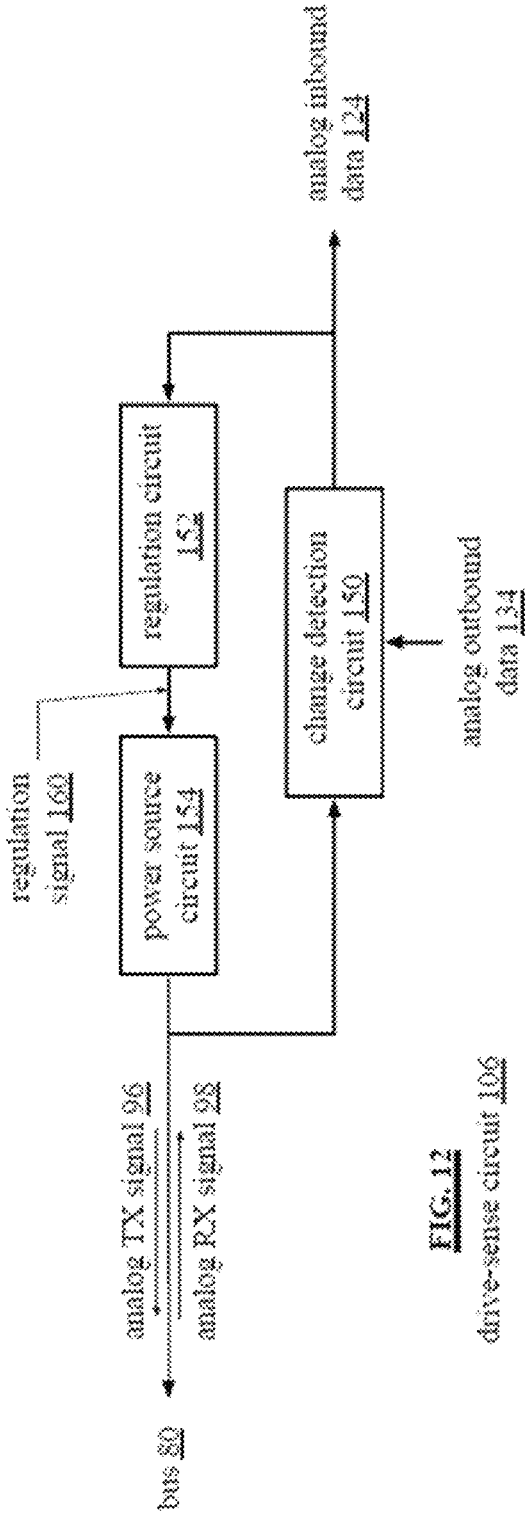 regulation
signal 160
power source
circuit 154
regulation circuit
152
analog TX signal 96
analog RX signal 98
bus 80
change detection
circuit 150
analog inbound
data 124
analog outbound
data 134
FIG. 12
drive-sense circuit 106